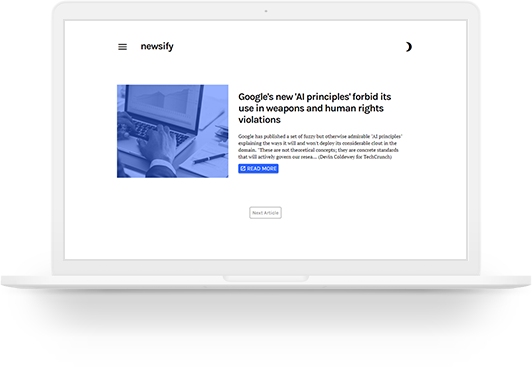 newsify
Google's new 'AI principles' forbid its
use in weapons and human rights
violations
Google has published a set of fuzzy but otherwise admirable "AI principles"
explaining the ways it will and won't deploy its considerable clout in the
domain. "These are not theoretical concepts; they are concrete standards
that will actively govern our resea... (Devin Coldewey for TechCrunch)
READ MORE
Next Article